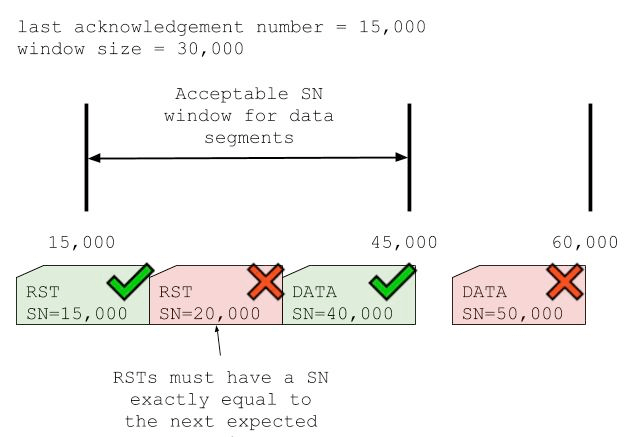 last acknowledgement number = 15,000
window size = 30,000
Acceptable SN
window for data
segments
15,000
45,000
60,000
RST
SN=15,000
RST
SN=20,000
DATA
SN=40,000
DATA
SN=50,000
RSTs must have a SN
exactly equal to
the next expected